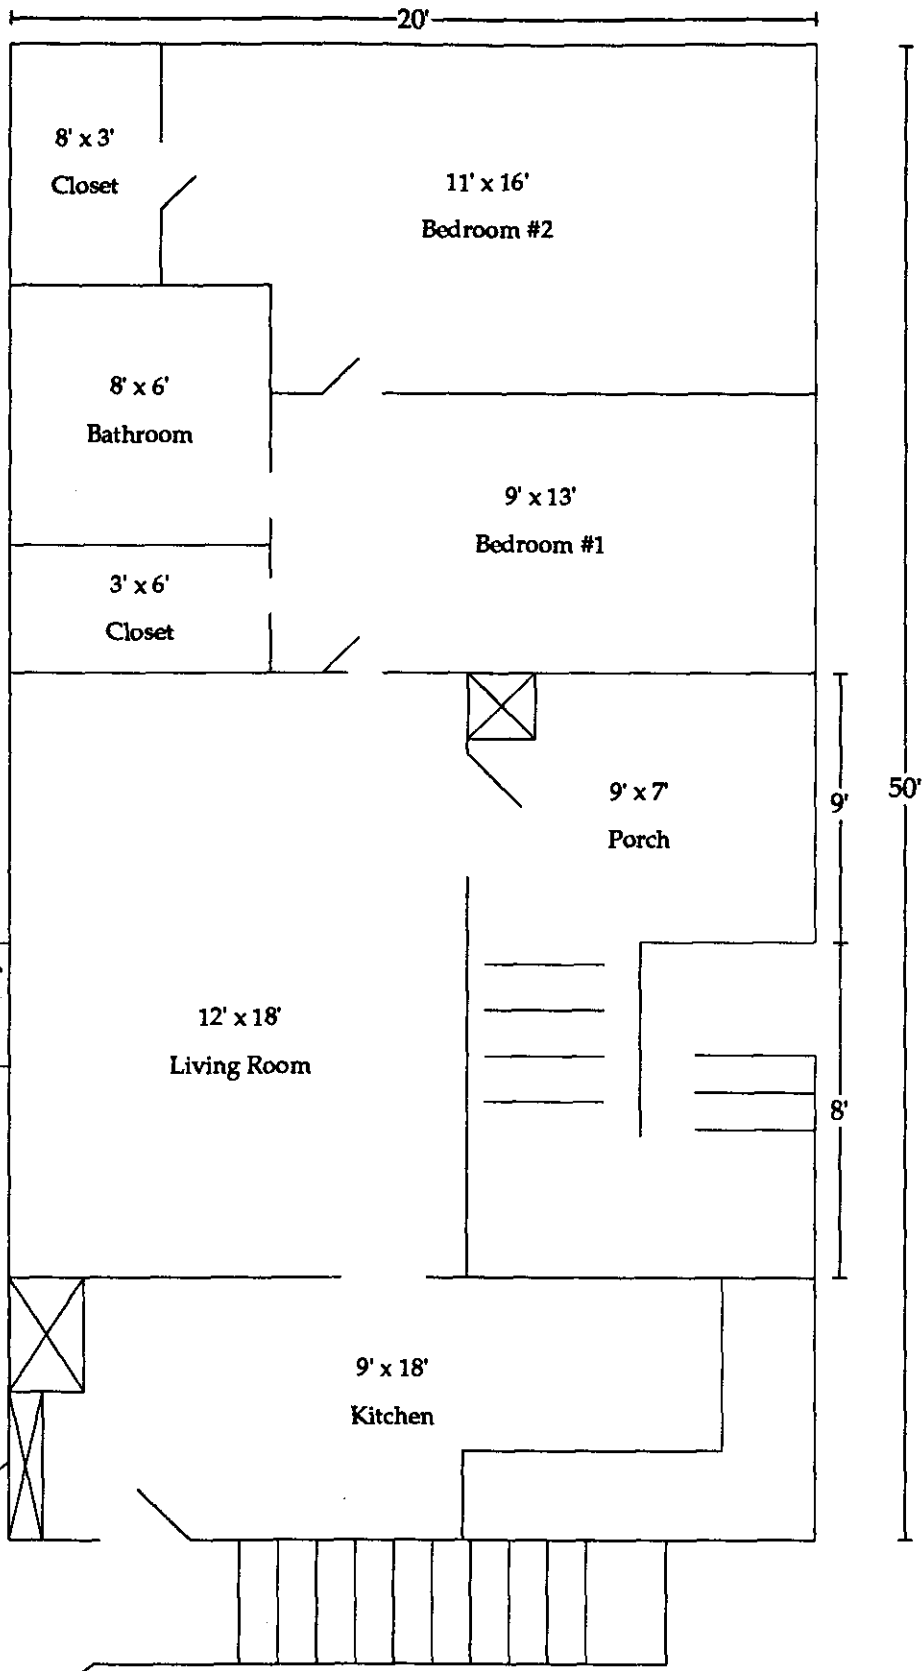 20'
8' x 3'
Closet
11' x 16'
Bedroom #2
8' x 6'
Bathroom
9' x 13'
Bedroom #1
3' x 6'
Closet
9' x 7'
Porch
9'
50'
12' x 18'
Living Room
8'
9' x 18'
Kitchen